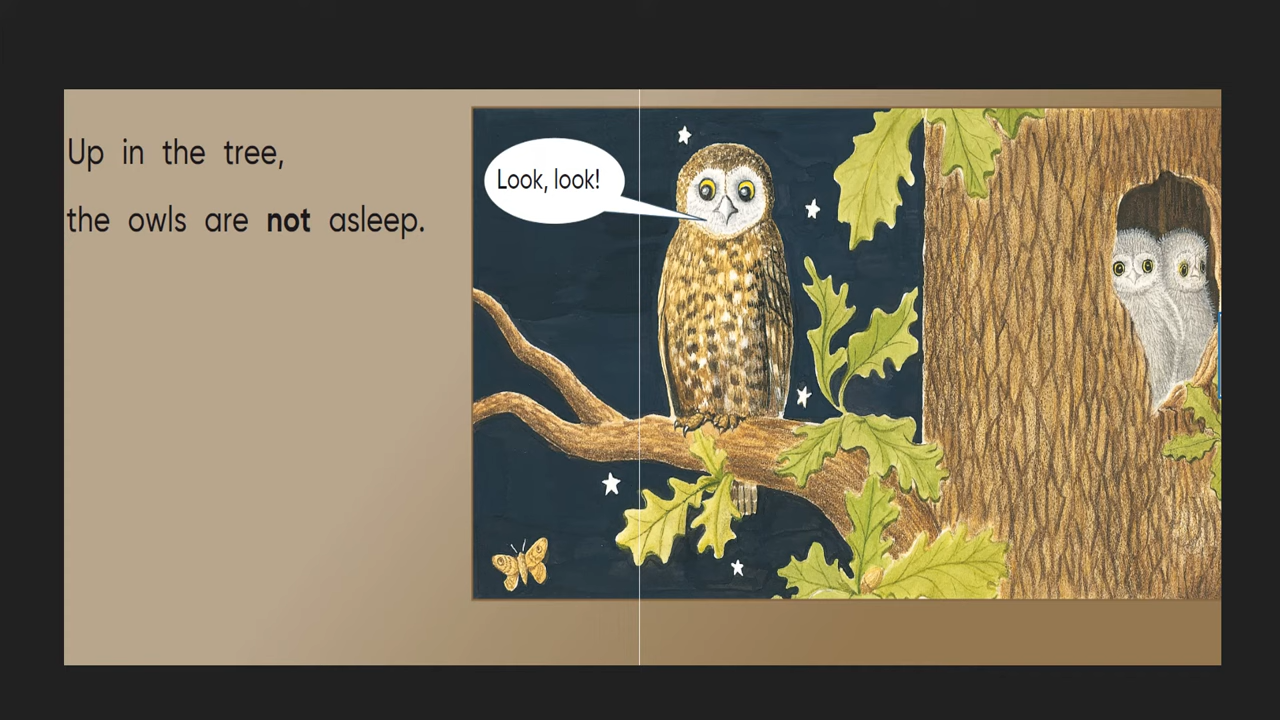 Up in the tree,
the owls are not asleep.
Look, look!